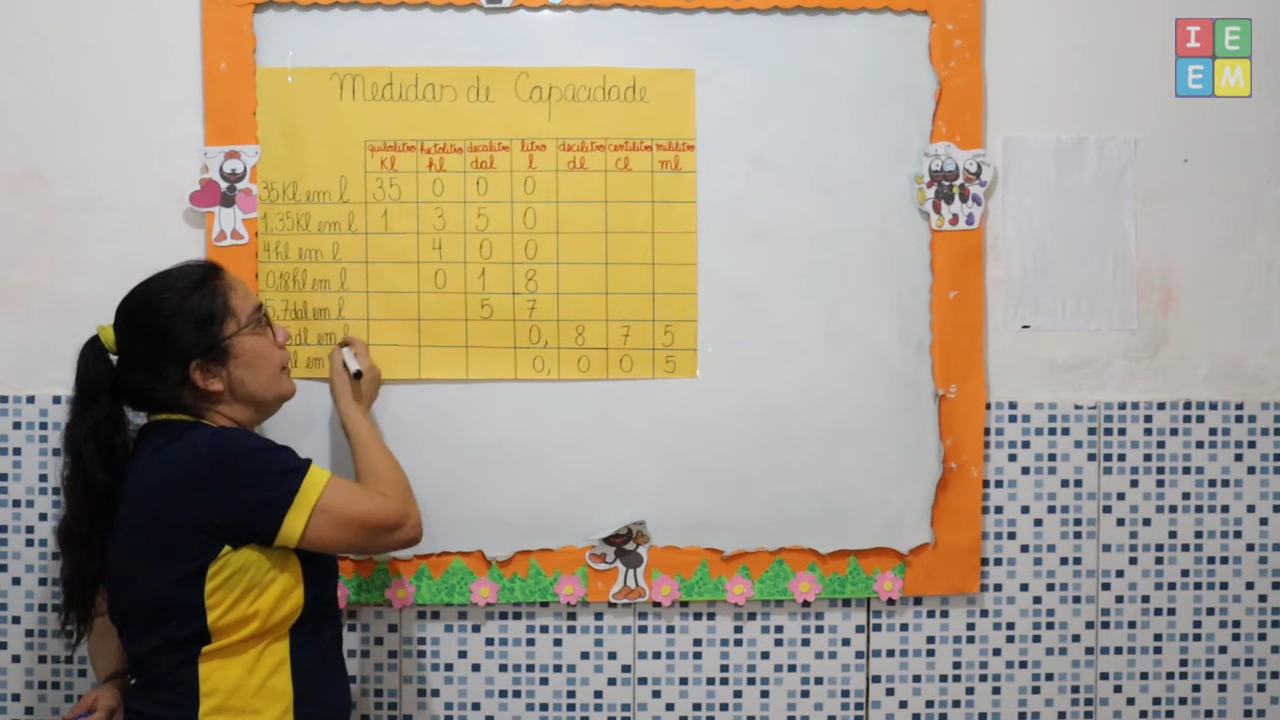 Medidas de Capacidade
quilolitro hectolitro decalitro litro decilitro centilitro mililitro
Kl hl dal l dl cl ml
35Kl em l 35 0 0 0
1,35Kl em l 1 3 5 0
4hl em l 4 0 0
0,18hl em l 0 1 8
5,7dal em l 5 7
dl em l 0, 8 7 5
em 0, 0 0 5
I E
E M